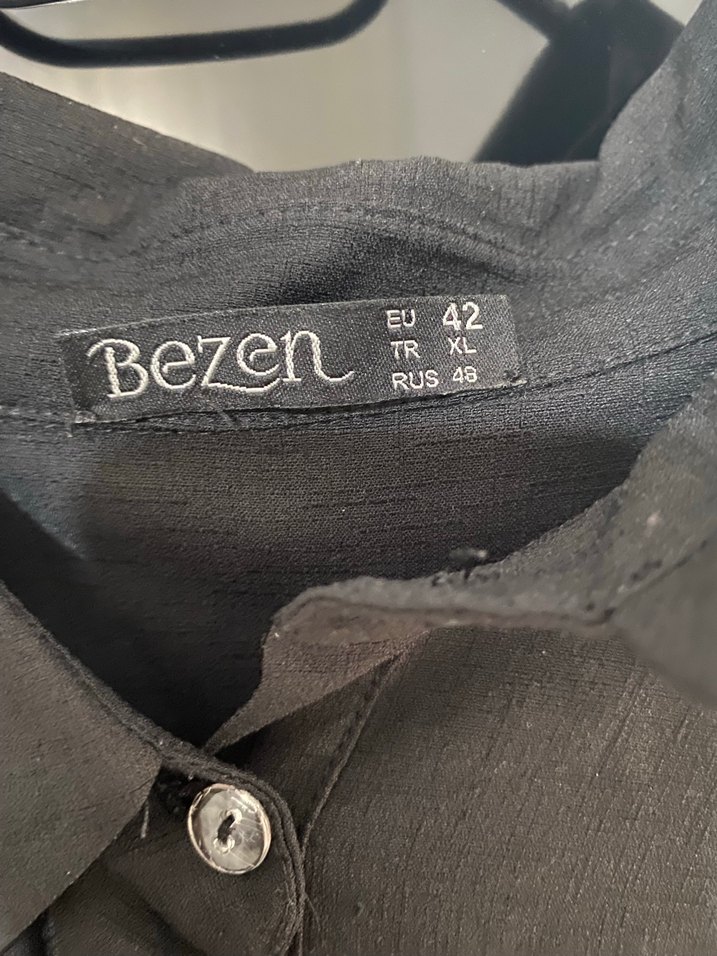 Bezen
EU 42
TR XL
RUS 48